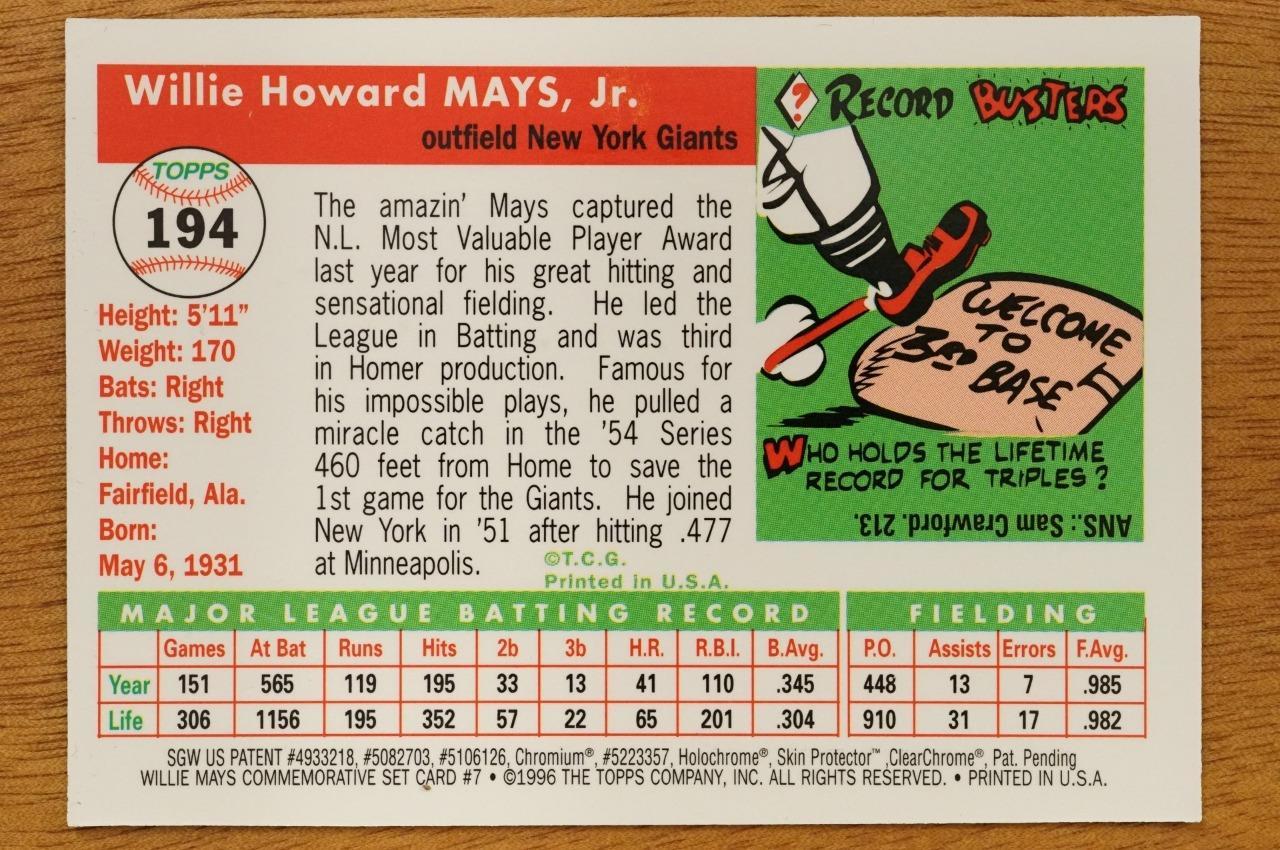 Willie Howard MAYS, Jr.
outfield New York Giants
TOPPS
194
Height: 5'11"
Weight: 170
Bats: Right
Throws: Right
Home:
Fairfield, Ala.
Born:
May 6, 1931
The amazin' Mays captured the
N.L. Most Valuable Player Award
last year for his great hitting and
sensational fielding. He led the
League in Batting and was third
in Homer production. Famous for
his impossible plays, he pulled a
miracle catch in the '54 Series
460 feet from Home to save the
1st game for the Giants. He joined
New York in '51 after hitting .477
at Minneapolis.
©T.C.G.
Printed in U.S.A.
? RECORD BUSTERS
WELCOME
TO
3RD BASE
WHO HOLDS THE LIFETIME
RECORD FOR TRIPLES?
ANS.: Sam Crawford. 213.
MAJOR LEAGUE BATTING RECORD FIELDING
Games At Bat Runs Hits 2b 3b H.R. R.B.I. B.Avg. P.O. Assists Errors F.Avg.
Year 151 565 119 195 33 13 41 110 .345 448 13 7 .985
Life 306 1156 195 352 57 22 65 201 .304 910 31 17 .982
SGW US PATENT #4933218, #5082703, #5106126, Chromium®, #5223357, Holochrome®, Skin Protector™ ,ClearChrome®, Pat. Pending
WILLIE MAYS COMMEMORATIVE SET CARD #7 • ©1996 THE TOPPS COMPANY, INC. ALL RIGHTS RESERVED. • PRINTED IN U.S.A.